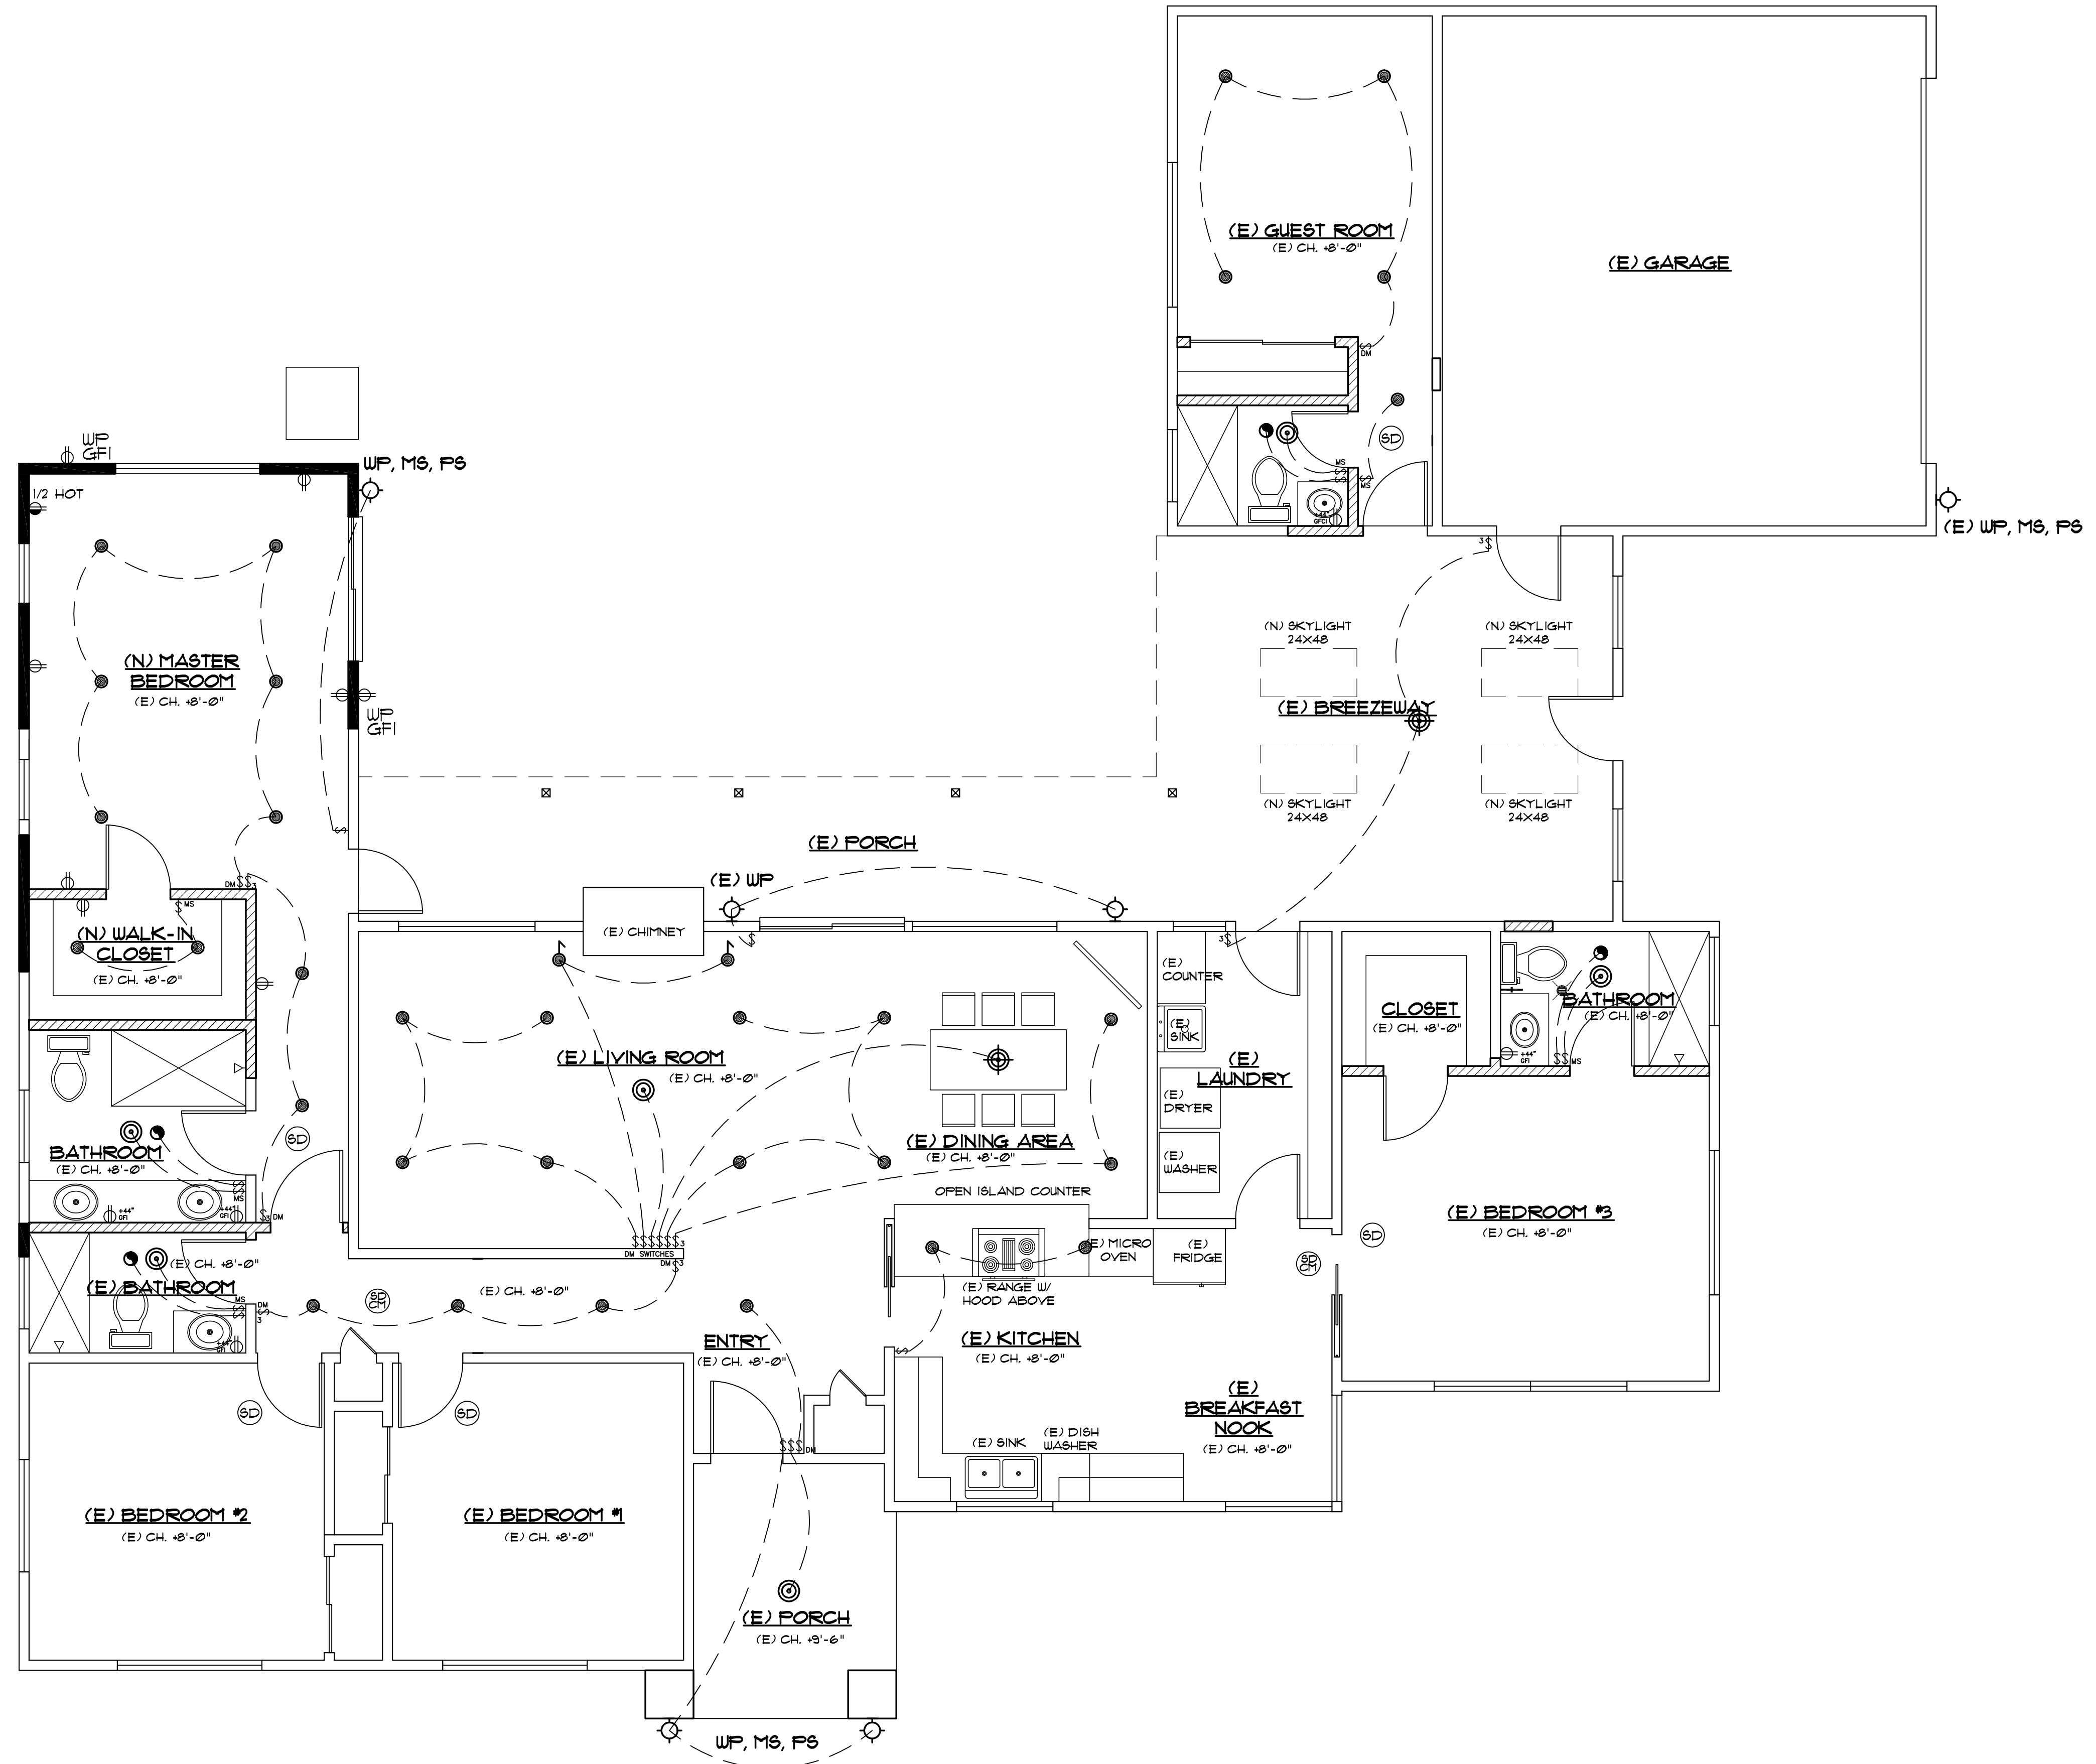 (E) GUEST ROOM
(E) CH. +8'-0"
(E) GARAGE
DM
SD
MS
MS
+44"
GFCI
(E) WP, MS, PS
WP
GFI
WP, MS, PS
1/2 HOT
3
(N) SKYLIGHT
24X48
(N) SKYLIGHT
24X48
(N) MASTER
BEDROOM
(E) CH. +8'-0"
WP
GFI
(E) BREEZEWAY
(N) SKYLIGHT
24X48
(N) SKYLIGHT
24X48
(E) PORCH
(E) WP
DM
3
MS
(N) WALK-IN
CLOSET
(E) CH. +8'-0"
(E) CHIMNEY
3
(E)
COUNTER
(E)
SINK
BATHROOM
(E) CH. +8'-0"
CLOSET
(E) CH. +8'-0"
+44"
GFI
MS
(E) LIVING ROOM
(E) CH. +8'-0"
(E)
LAUNDRY
(E)
DRYER
SD
(E) DINING AREA
(E) CH. +8'-0"
BATHROOM
(E) CH. +8'-0"
(E)
WASHER
MS
OPEN ISLAND COUNTER
+44"
GFI
+44"
GFI
3
DM
(E) BEDROOM #3
(E) CH. +8'-0"
SD
3
DM SWITCHES
DM
3
(E) MICRO
OVEN
(E)
FRIDGE
SD
CM
(E) CH. +8'-0"
(E) BATHROOM
MS
DM
3
+44"
GFI
SD
CM
(E) CH. +8'-0"
(E) RANGE W/
HOOD ABOVE
ENTRY
(E) CH. +8'-0"
(E) KITCHEN
(E) CH. +8'-0"
SD
SD
(E)
BREAKFAST
NOOK
(E) CH. +8'-0"
DM
(E) SINK
(E) DISH
WASHER
(E) BEDROOM #2
(E) CH. +8'-0"
(E) BEDROOM #1
(E) CH. +8'-0"
(E) PORCH
(E) CH. +9'-6"
WP, MS, PS